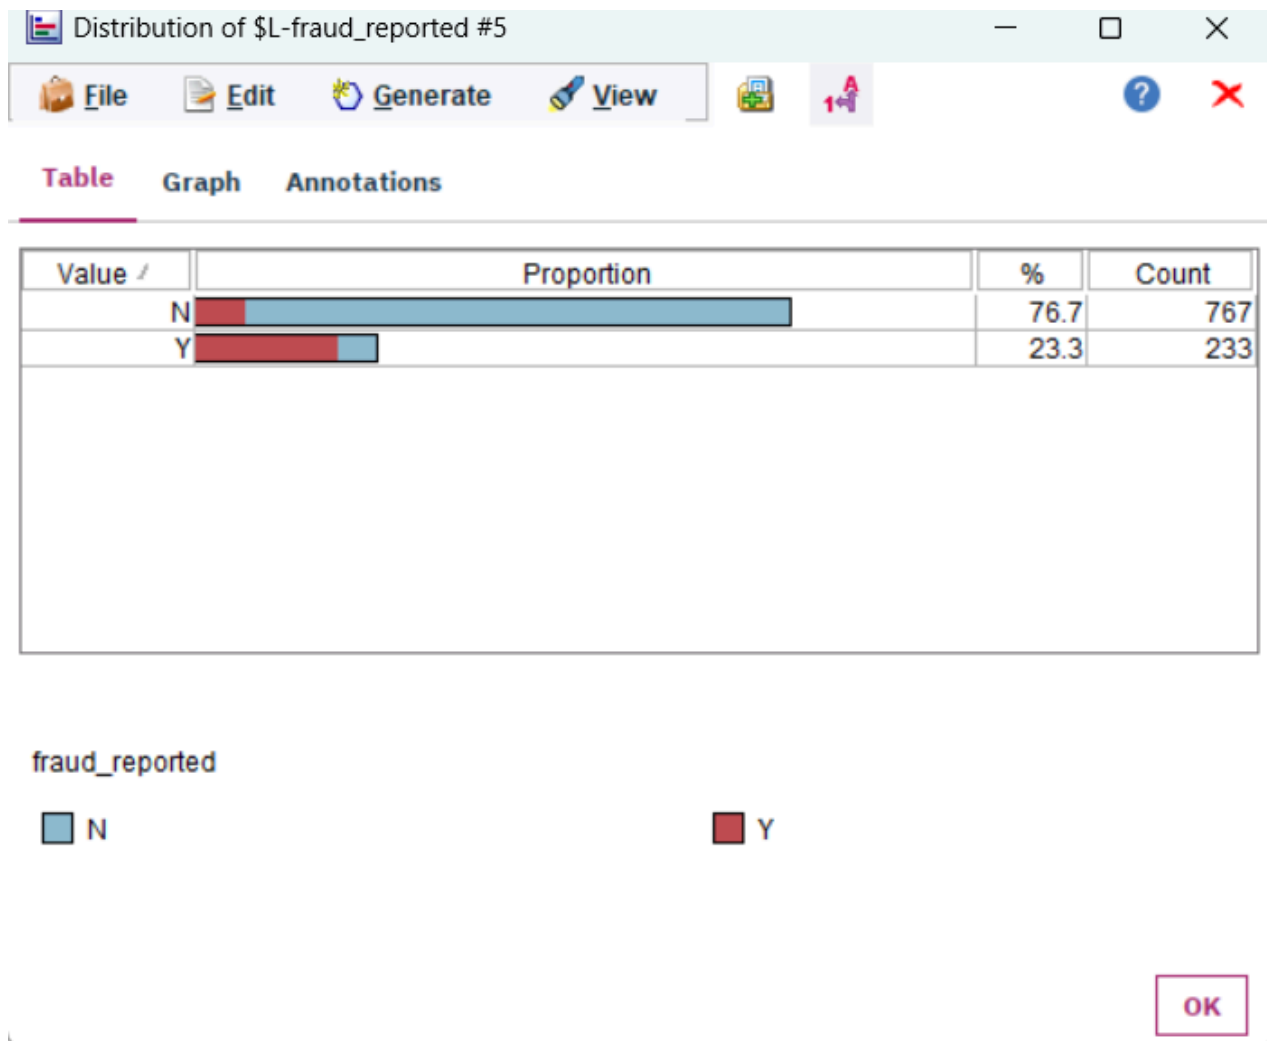 Distribution of $L-fraud_reported #5
File Edit Generate View
Table Graph Annotations
Value Proportion % Count
N 76.7 767
Y 23.3 233
fraud_reported
N Y
OK